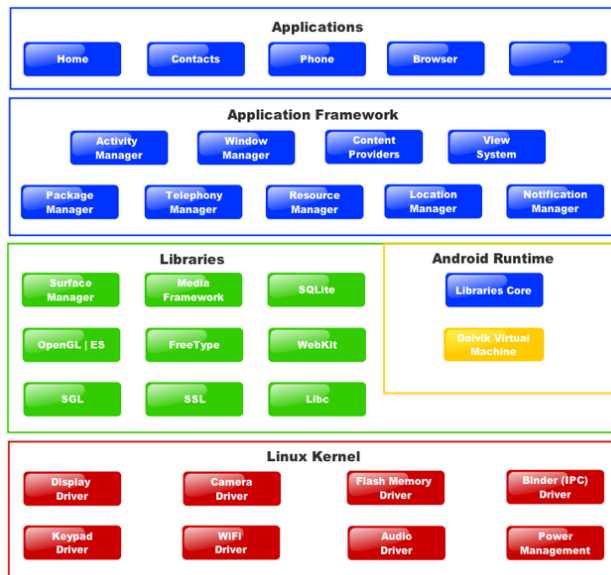 Applications
Home
Contacts
Phone
Browser
...
Application Framework
Activity
Manager
Window
Manager
Content
Providers
View
System
Package
Manager
Telephony
Manager
Resource
Manager
Location
Manager
Notification
Manager
Libraries
Surface
Manager
Media
Framework
SQLite
OpenGL | ES
FreeType
WebKit
SGL
SSL
Libc
Android Runtime
Libraries Core
Dalvik Virtual
Machine
Linux Kernel
Display
Driver
Camera
Driver
Flash Memory
Driver
Binder (IPC)
Driver
Keypad
Driver
WiFi
Driver
Audio
Driver
Power
Management